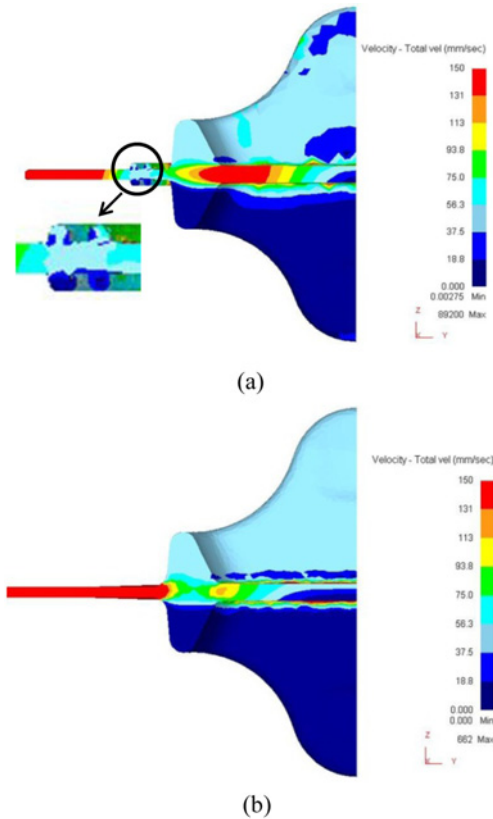 Velocity - Total vel (mm/sec)
150
131
113
93.8
75.0
56.3
37.5
18.8
0.000
0.00275 Min
89200 Max
Z
X Y
(a)
Velocity - Total vel (mm/sec)
150
131
113
93.8
75.0
56.3
37.5
18.8
0.000
0.000 Min
662 Max
Z
X Y
(b)